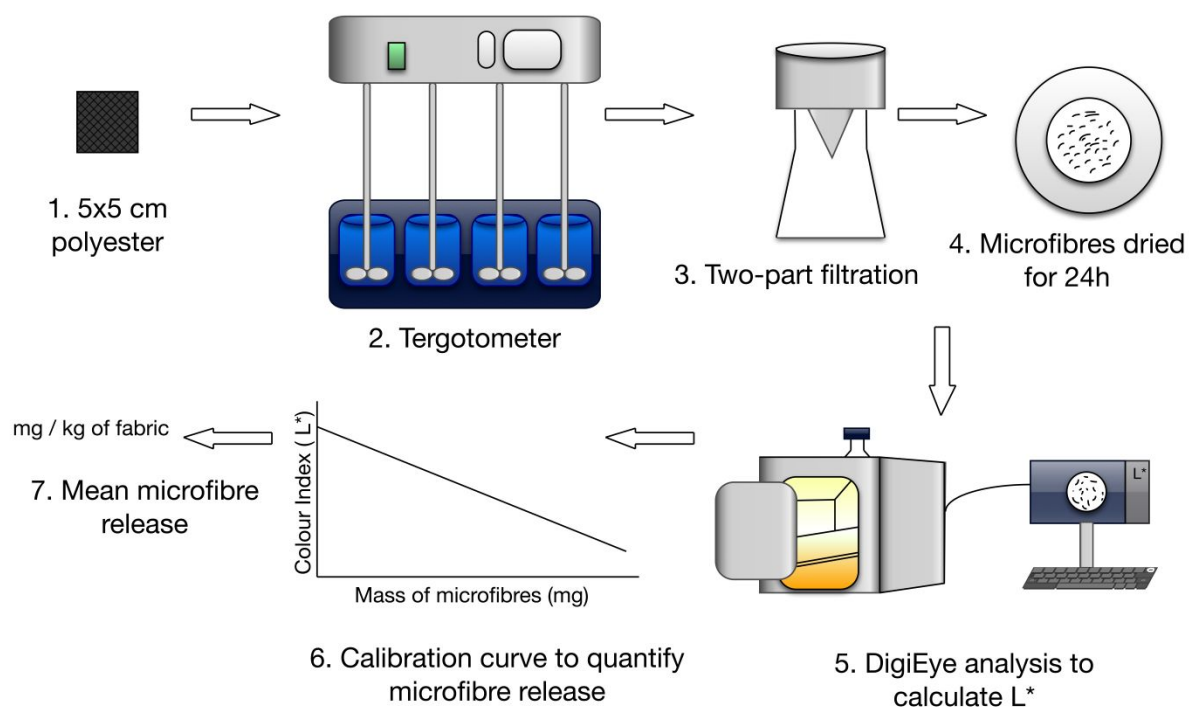 1. 5x5 cm
polyester
2. Tergotometer
3. Two-part filtration
4. Microfibres dried
for 24h
L*
5. DigiEye analysis to
calculate L*
Colour Index ( L*)
Mass of microfibres (mg)
6. Calibration curve to quantify
microfibre release
mg / kg of fabric
7. Mean microfibre
release